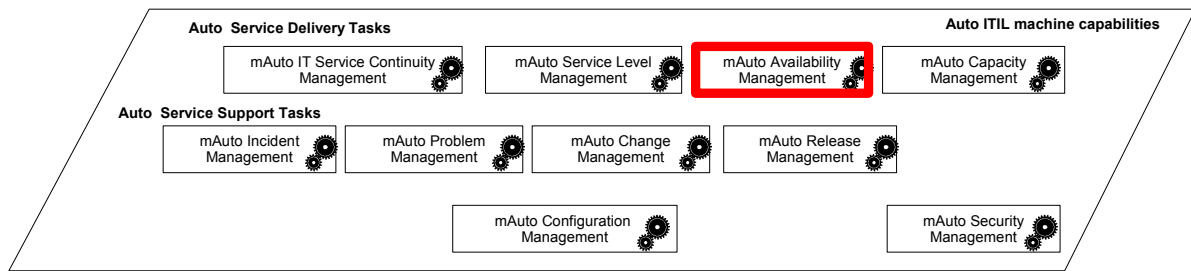 Auto Service Delivery Tasks
Auto ITIL machine capabilities
mAuto IT Service Continuity
Management
mAuto Service Level
Management
mAuto Availability
Management
mAuto Capacity
Management
Auto Service Support Tasks
mAuto Incident
Management
mAuto Problem
Management
mAuto Change
Management
mAuto Release
Management
mAuto Configuration
Management
mAuto Security
Management